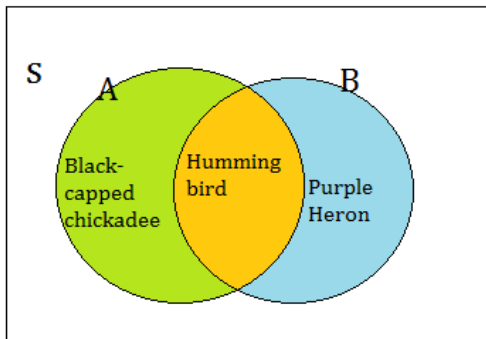 S
A
B
Black-
capped
chickadee
Humming
bird
Purple
Heron